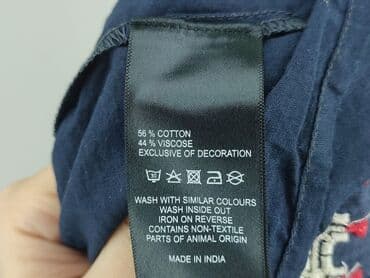 56 % COTTON
44 % VISCOSE
EXCLUSIVE OF DECORATION
WASH WITH SIMILAR COLOURS
WASH INSIDE OUT
IRON ON REVERSE
CONTAINS NON-TEXTILE
PARTS OF ANIMAL ORIGIN
MADE IN INDIA